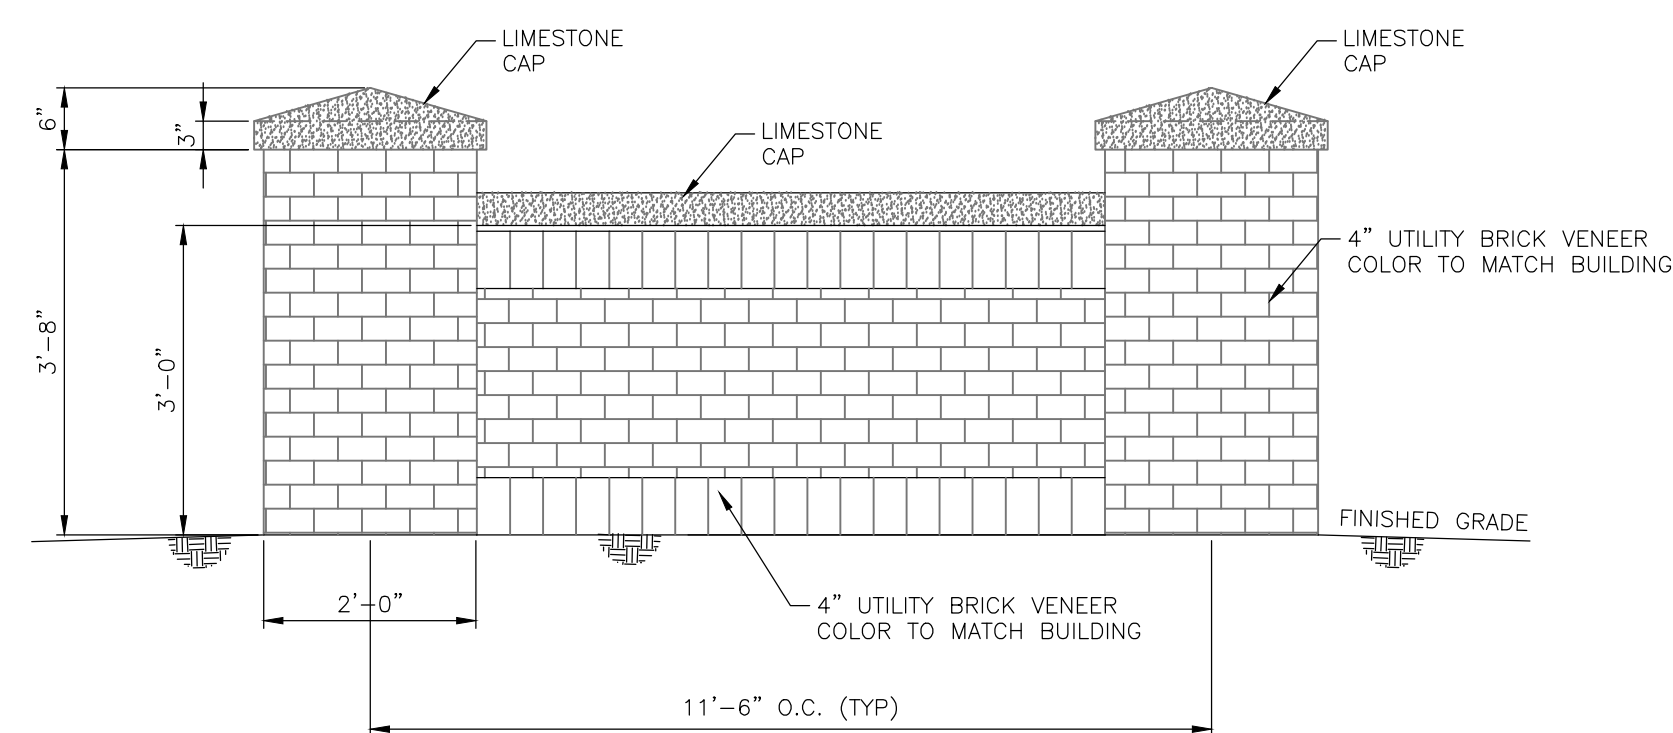 LIMESTONE
CAP
LIMESTONE
CAP
6”
3”
LIMESTONE
CAP
4” UTILITY BRICK VENEER
COLOR TO MATCH BUILDING
3’-8”
3’-0”
FINISHED GRADE
2’-0”
4” UTILITY BRICK VENEER
COLOR TO MATCH BUILDING
11’-6” O.C. (TYP)